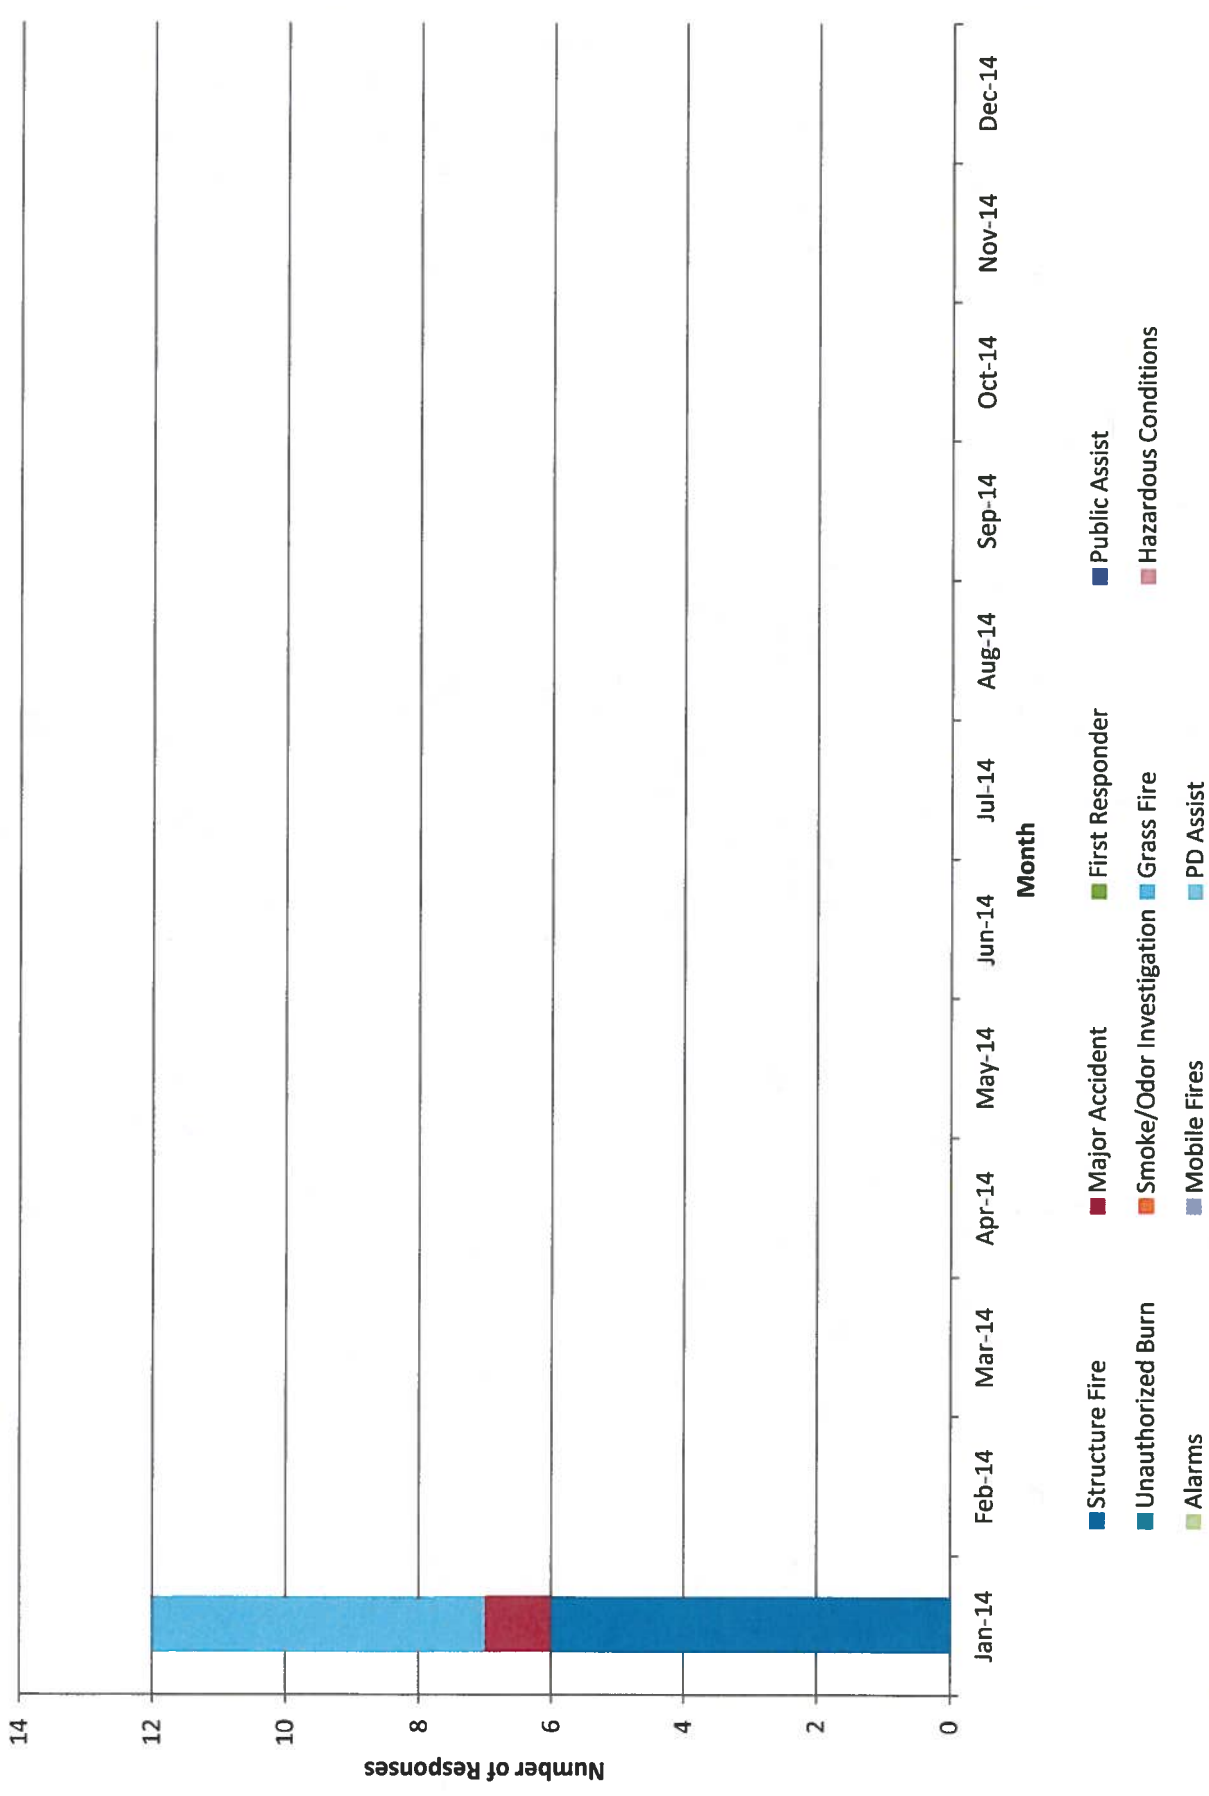 14
12
10
8
6
4
2
0
Number of Responses
Jan-14 Feb-14 Mar-14 Apr-14 May-14 Jun-14 Jul-14 Aug-14 Sep-14 Oct-14 Nov-14 Dec-14
Month
Structure Fire Major Accident First Responder Public Assist
Unauthorized Burn Smoke/Odor Investigation Grass Fire Hazardous Conditions
Alarms Mobile Fires PD Assist